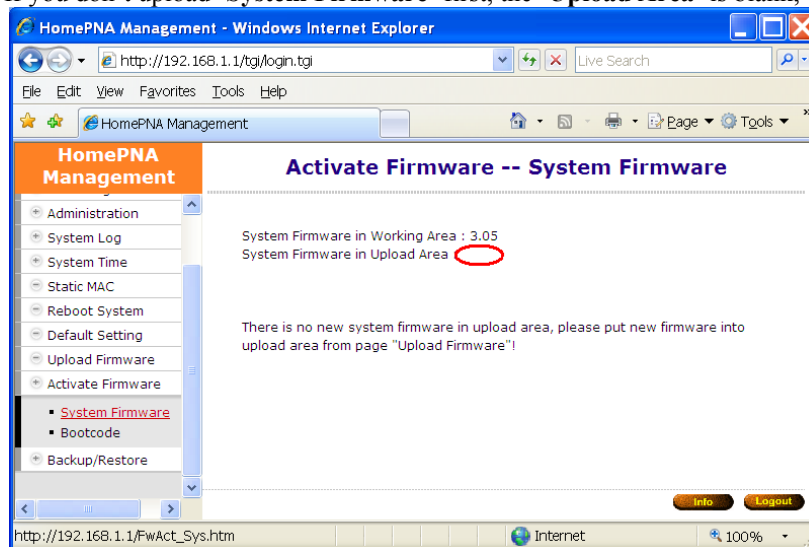 If you don't upload "System Firmware" first, the "Upload Area" is blank,
HomePNA Management - Windows Internet Explorer
http://192.168.1.1/tgi/login.tgi
Live Search
File Edit View Favorites Tools Help
HomePNA Management
Page Tools
HomePNA
Management
Activate Firmware -- System Firmware
Administration
System Log
System Time
Static MAC
Reboot System
Default Setting
Upload Firmware
Activate Firmware
System Firmware
Bootcode
Backup/Restore
System Firmware in Working Area : 3.05
System Firmware in Upload Area
There is no new system firmware in upload area, please put new firmware into
upload area from page "Upload Firmware"!
Info Logout
http://192.168.1.1/FwAct_Sys.htm
Internet
100%